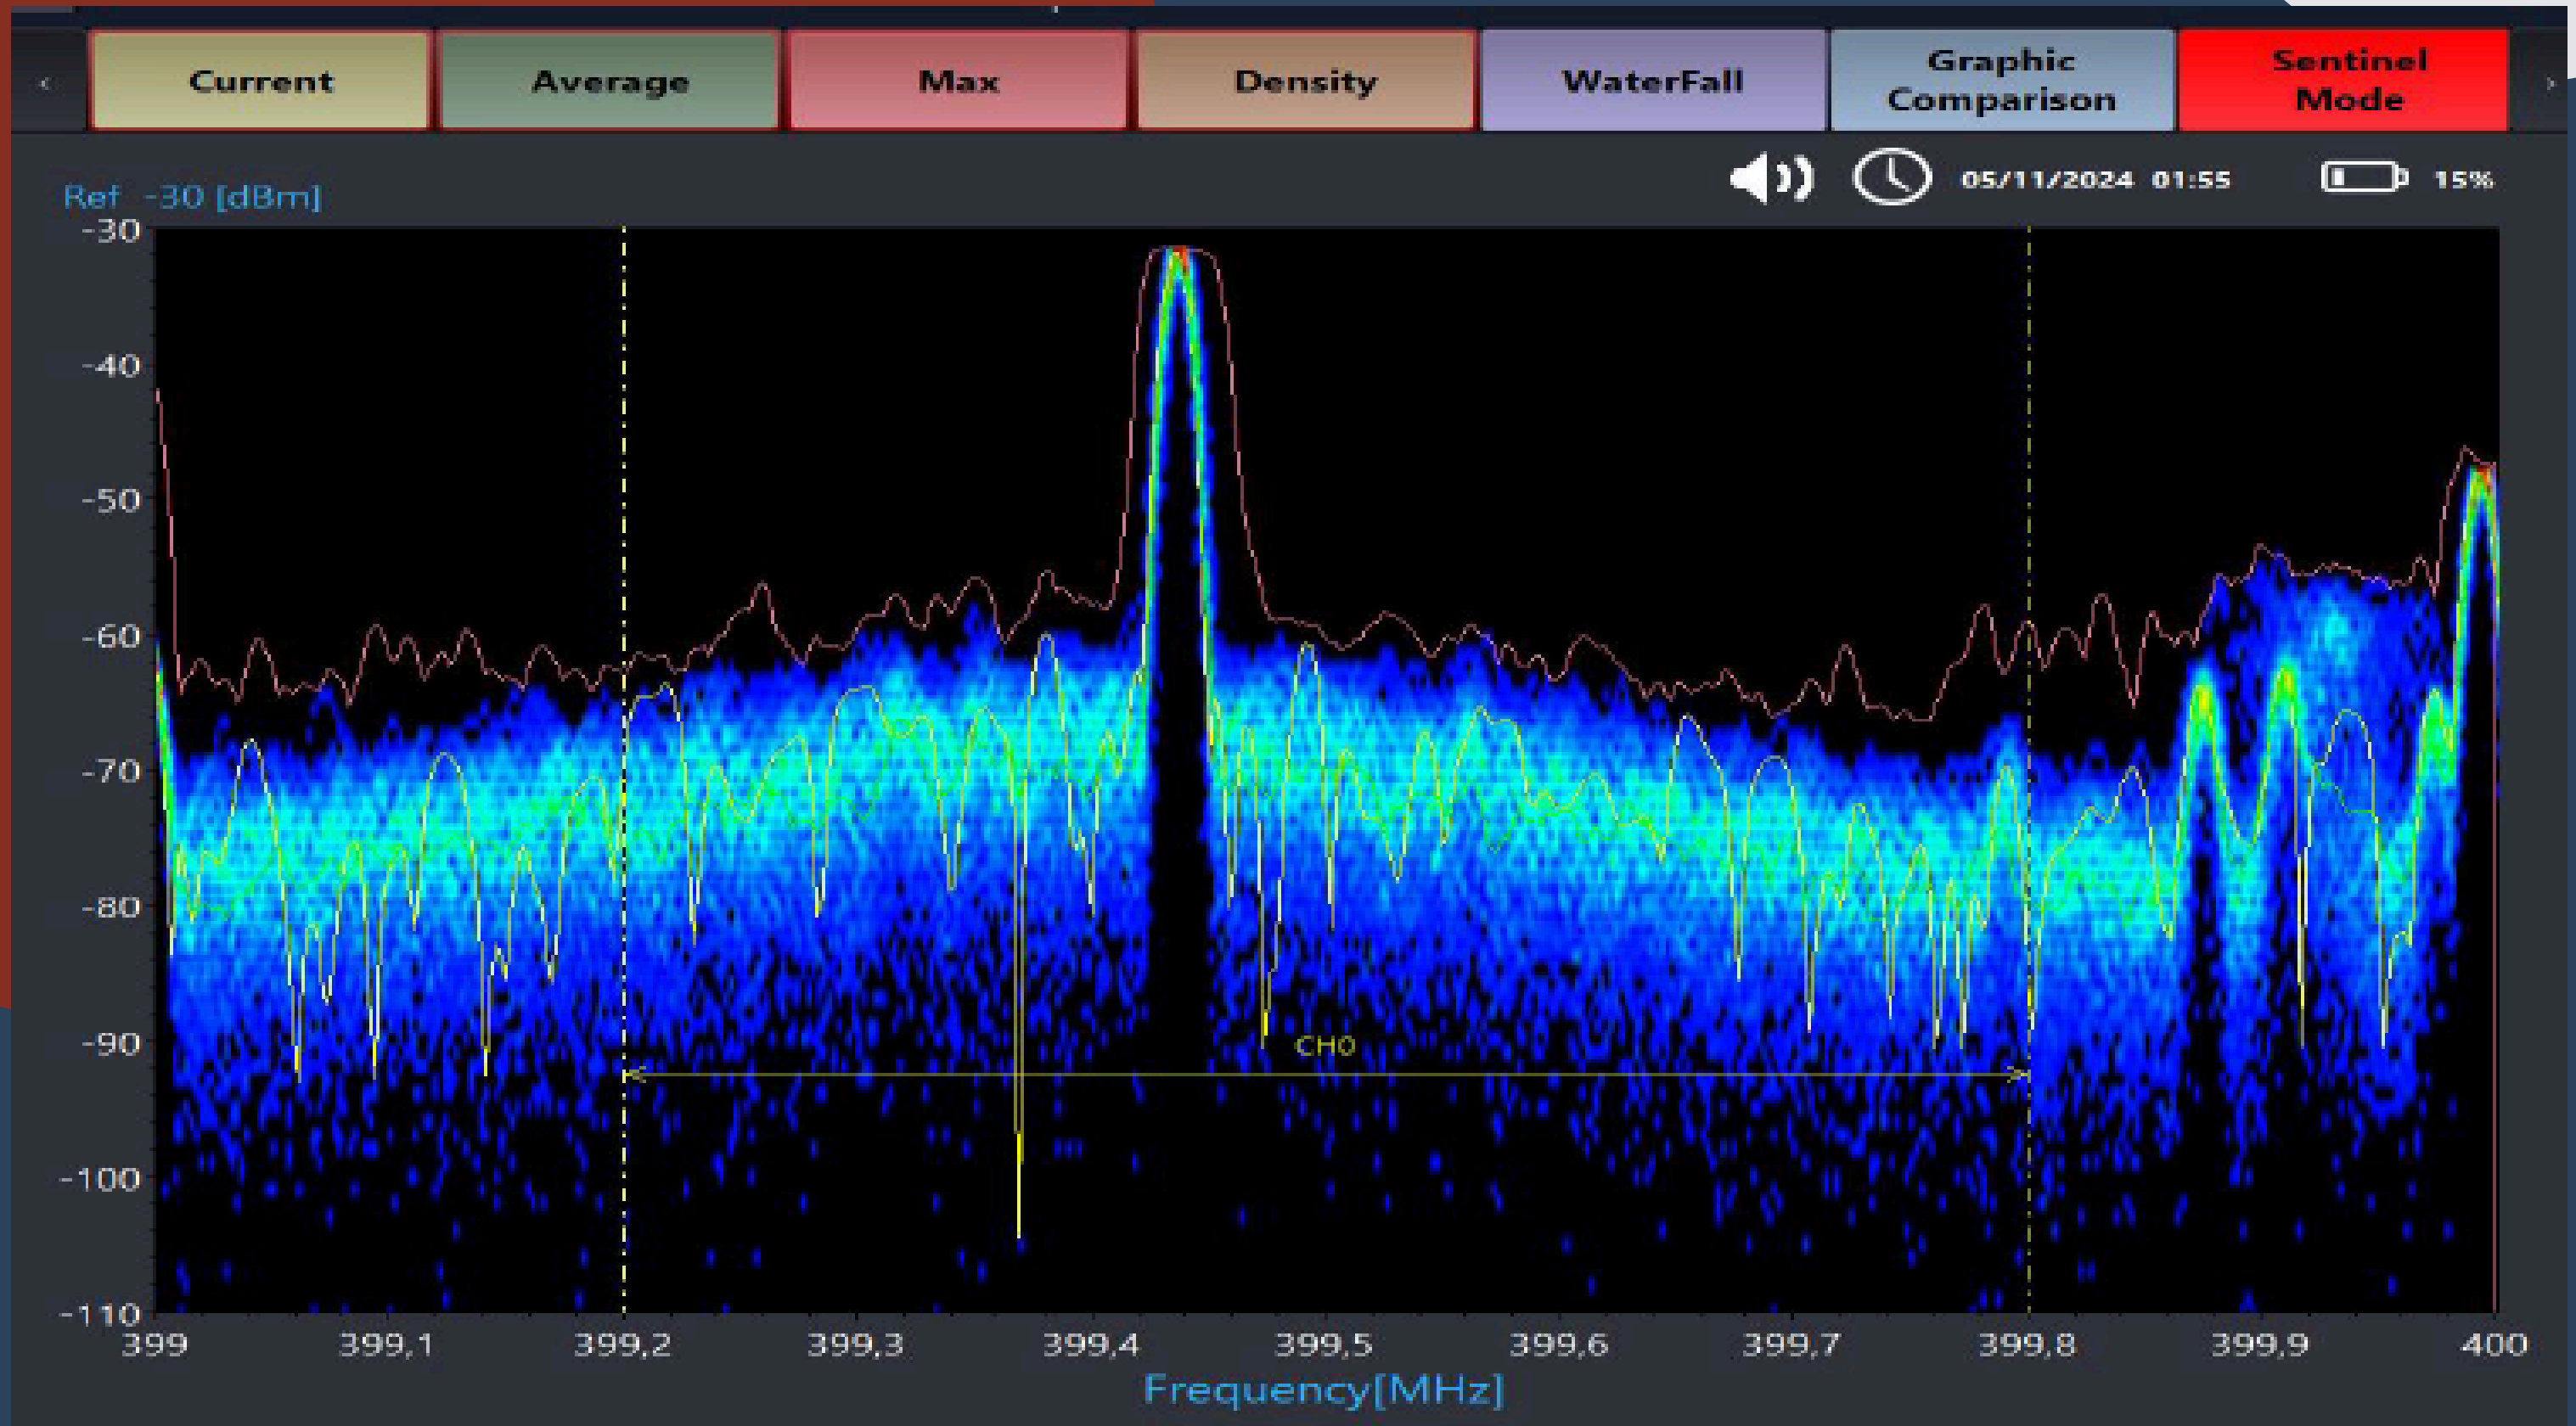 Current
Average
Max
Density
WaterFall
Graphic
Comparison
Sentinel
Mode
05/11/2024 01:55
15%
Ref -30 [dBm]
-30
-40
-50
-60
-70
-80
-90
-100
-110
CH0
399
399,1
399,2
399,3
399,4
399,5
399,6
399,7
399,8
399,9
400
Frequency[MHz]